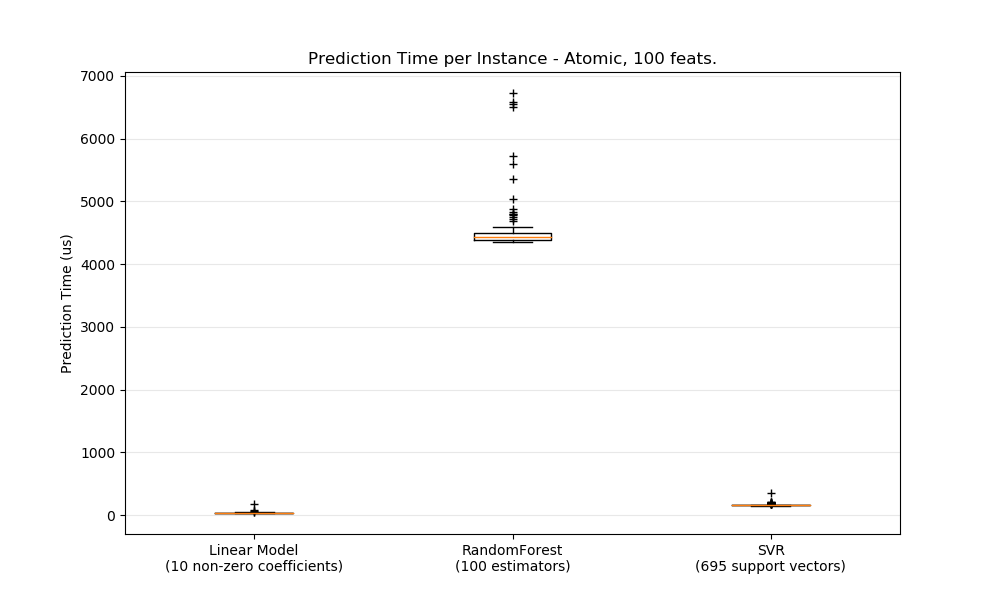 Prediction Time per Instance - Atomic, 100 feats.
7000
6000
5000
4000
3000
2000
1000
0
Prediction Time (us)
Linear Model
(10 non-zero coefficients)
RandomForest
(100 estimators)
SVR
(695 support vectors)